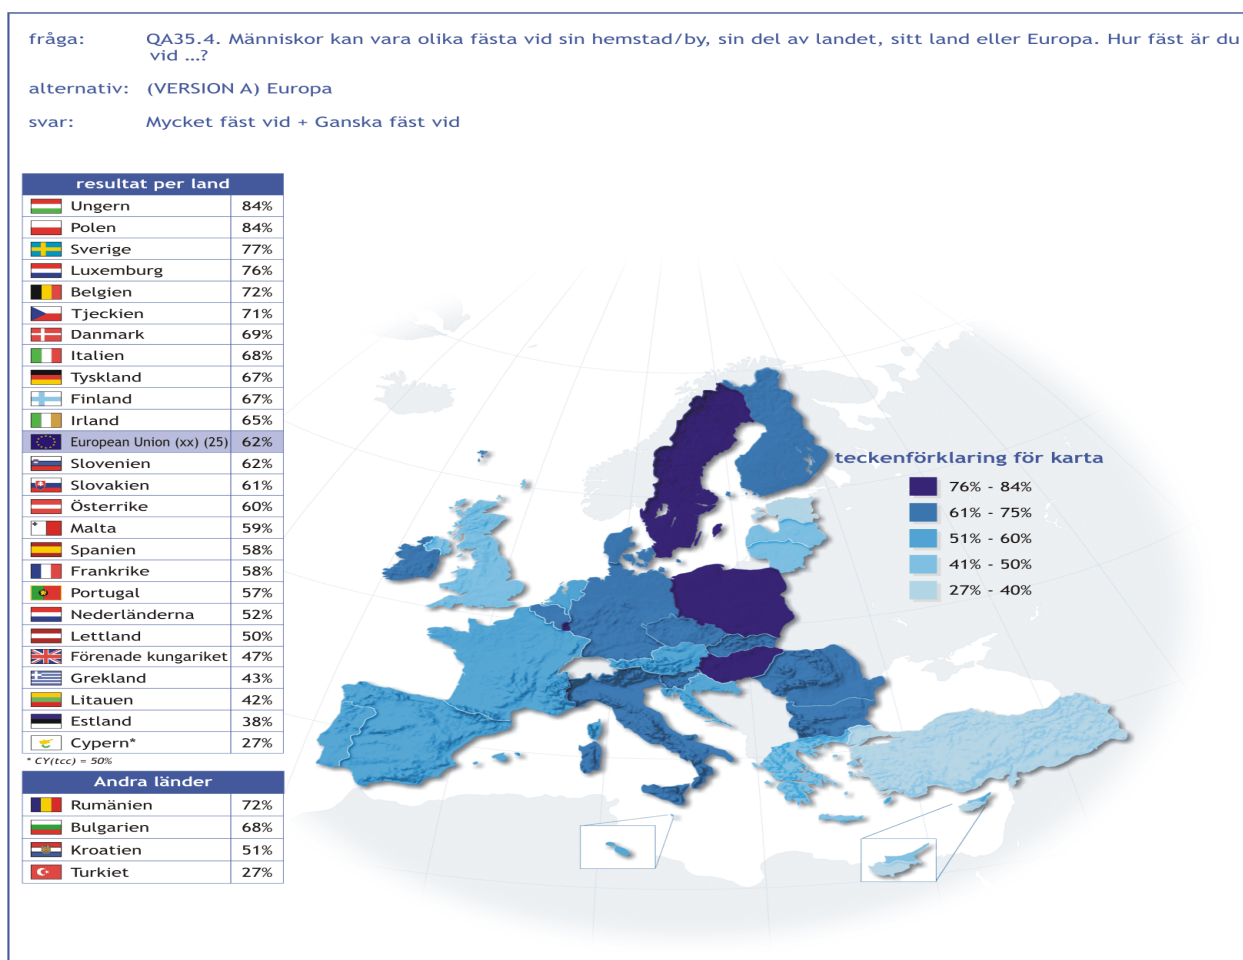 fråga: QA35.4. Människor kan vara olika fästa vid sin hemstad/by, sin del av landet, sitt land eller Europa. Hur fäst är du
vid ...?
alternativ: (VERSION A) Europa
svar: Mycket fäst vid + Ganska fäst vid
resultat per land
Ungern 84%
Polen 84%
Sverige 77%
Luxemburg 76%
Belgien 72%
Tjeckien 71%
Danmark 69%
Italien 68%
Tyskland 67%
Finland 67%
Irland 65%
European Union (xx) (25) 62%
Slovenien 62%
Slovakien 61%
Österrike 60%
Malta 59%
Spanien 58%
Frankrike 58%
Portugal 57%
Nederländerna 52%
Lettland 50%
Förenade kungariket 47%
Grekland 43%
Litauen 42%
Estland 38%
Cypern* 27%
* CY(tcc) = 50%
Andra länder
Rumänien 72%
Bulgarien 68%
Kroatien 51%
Turkiet 27%
teckenförklaring för karta
76% - 84%
61% - 75%
51% - 60%
41% - 50%
27% - 40%